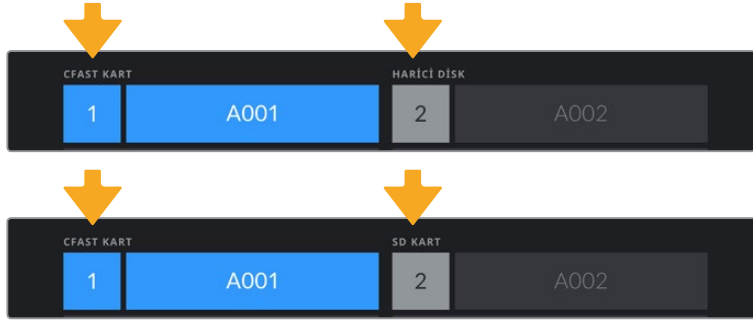 CFAST KART HARİCİ DİSK
1 A001 2 A002
CFAST KART SD KART
1 A001 2 A002